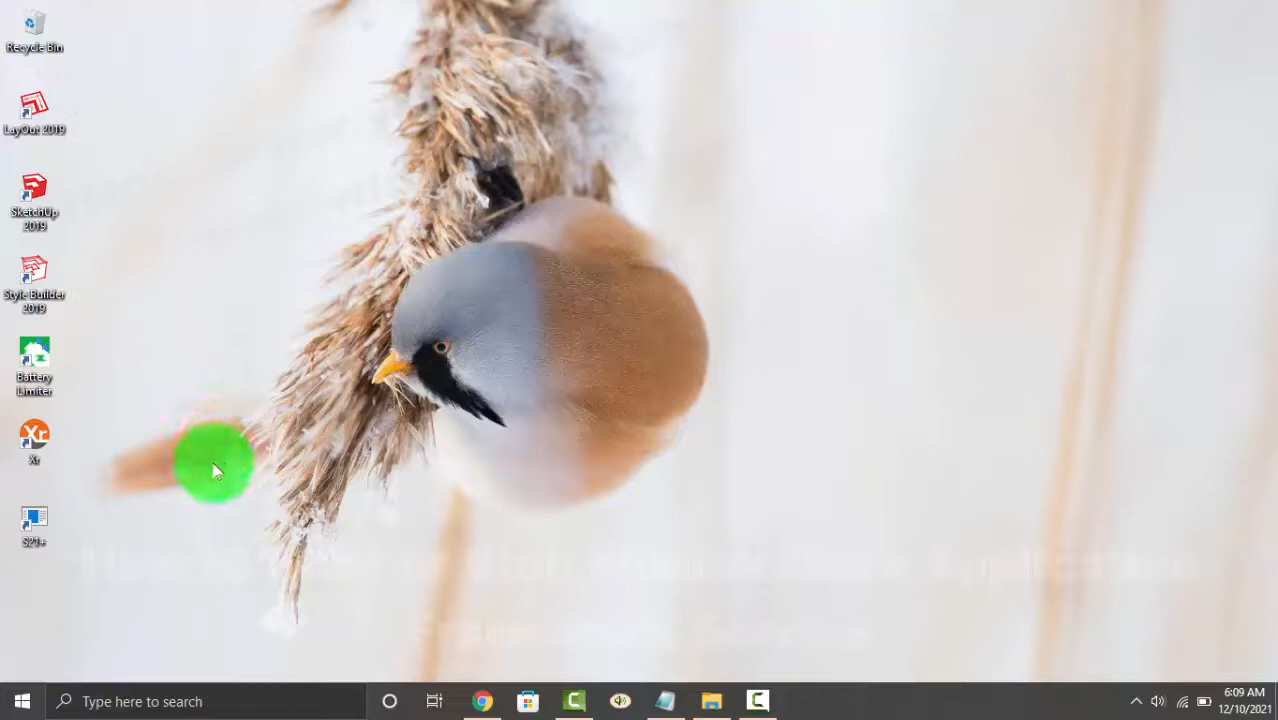 Recycle Bin
LayOut 2019
SketchUp
2019
Style Builder
2019
Battery
Limiter
Xr
Xr
S21+
Type here to search
6:09 AM
12/10/2021